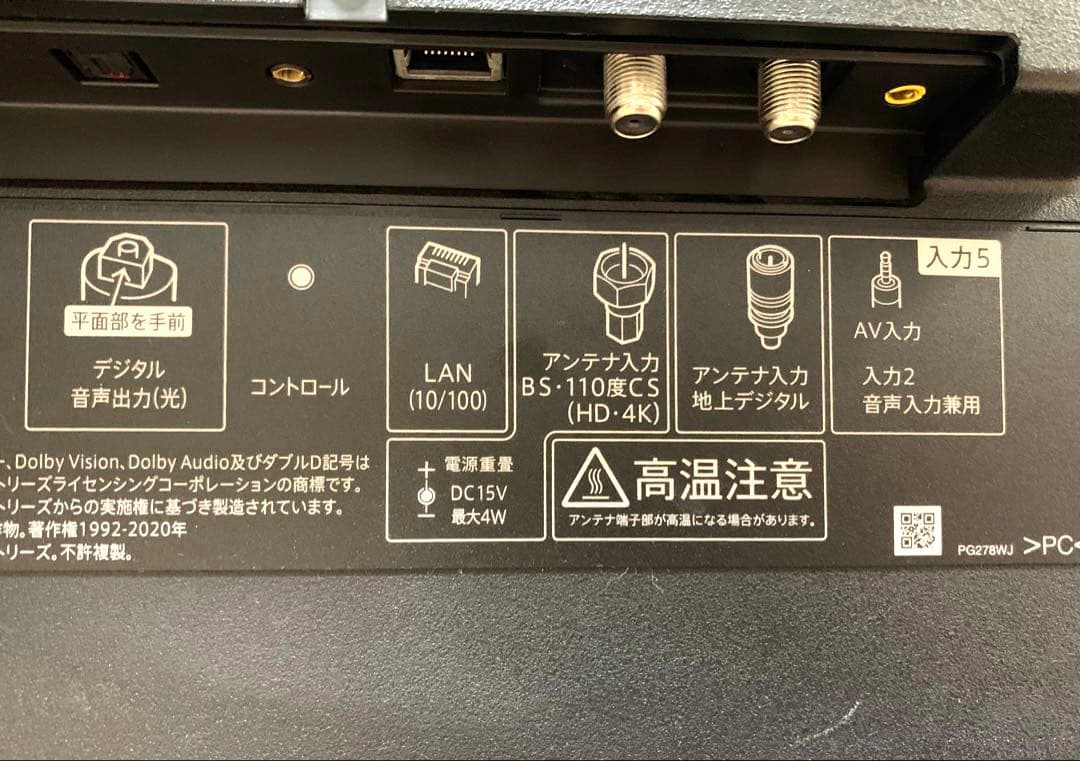 平面部を手前
デジタル
音声出力(光)
コントロール
LAN
(10/100)
アンテナ入力
BS・110度CS
(HD・4K)
アンテナ入力
地上デジタル
入力5
AV入力
入力2
音声入力兼用
電源重畳
DC15V
最大4W
高温注意
アンテナ端子部が高温になる場合があります。
ー、Dolby Vision、Dolby Audio及びダブルD記号は
トリーズライセンシングコーポレーションの商標です。
トリーズからの実施権に基づき製造されています。
作物。著作権1992-2020年
トリーズ。不許複製。
PG278WJ >PC<